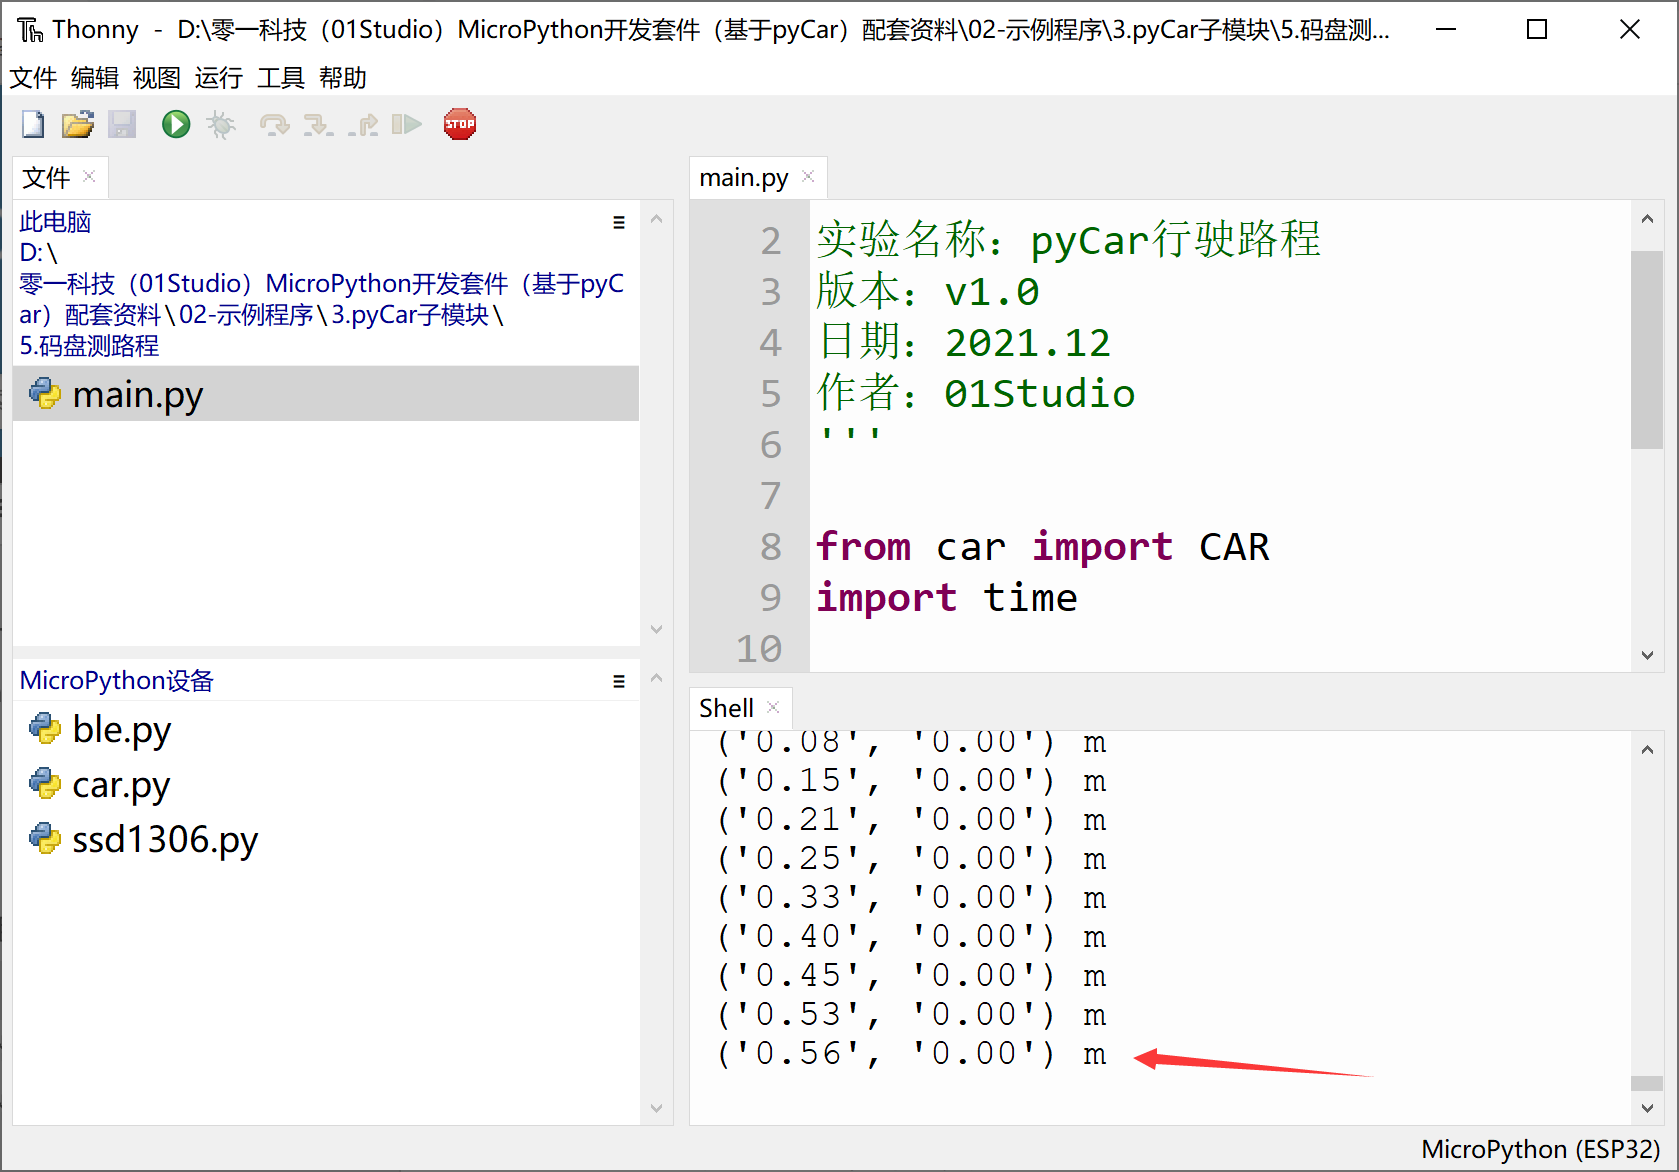 Thonny - D:\零一科技（01Studio）MicroPython开发套件（基于pyCar）配套资料\02-示例程序\3.pyCar子模块\5.码盘测...
文件 编辑 视图 运行 工具 帮助
STOP
文件
此电脑
D:\
零一科技（01Studio）MicroPython开发套件（基于pyC
ar）配套资料\02-示例程序\3.pyCar子模块\
5.码盘测路程
main.py
MicroPython设备
ble.py
car.py
ssd1306.py
main.py
2 实验名称：pyCar行驶路程
3 版本：v1.0
4 日期：2021.12
5 作者：01Studio
6 '''
7
8 from car import CAR
9 import time
10
Shell
('0.08', '0.00') m
('0.15', '0.00') m
('0.21', '0.00') m
('0.25', '0.00') m
('0.33', '0.00') m
('0.40', '0.00') m
('0.45', '0.00') m
('0.53', '0.00') m
('0.56', '0.00') m
MicroPython (ESP32)